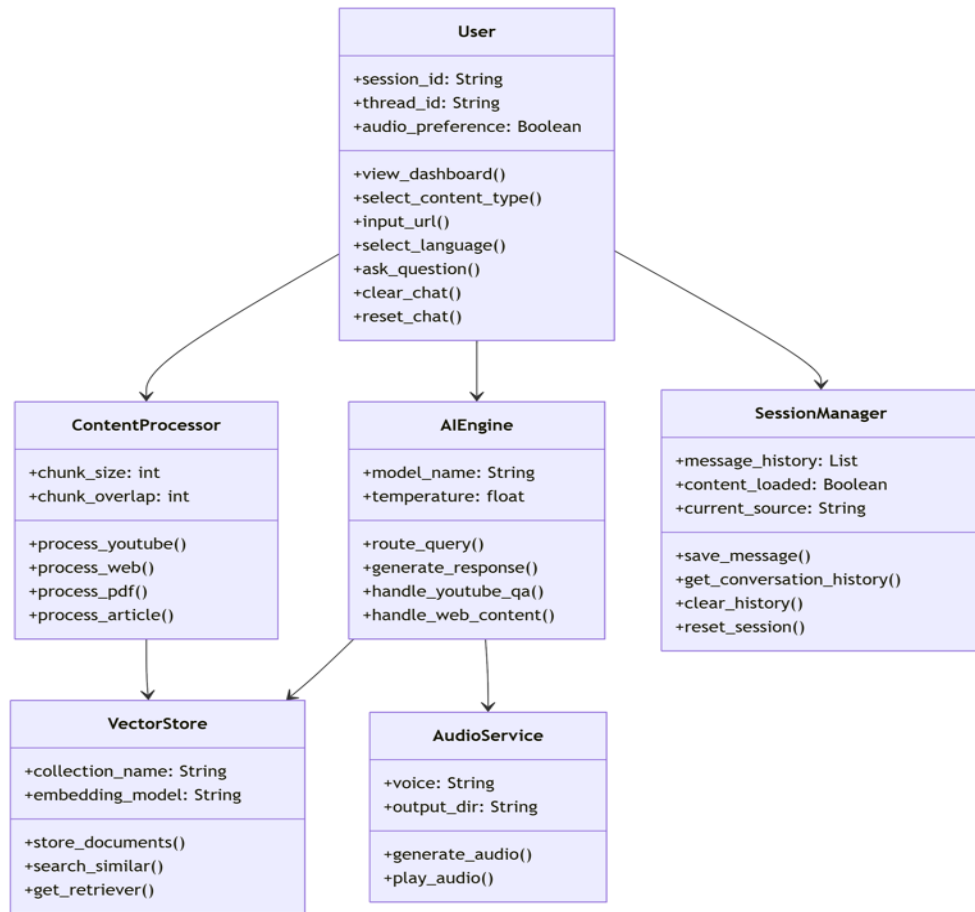 User
+session_id: String
+thread_id: String
+audio_preference: Boolean
+view_dashboard()
+select_content_type()
+input_url()
+select_language()
+ask_question()
+clear_chat()
+reset_chat()
ContentProcessor
+chunk_size: int
+chunk_overlap: int
+process_youtube()
+process_web()
+process_pdf()
+process_article()
AIEngine
+model_name: String
+temperature: float
+route_query()
+generate_response()
+handle_youtube_qa()
+handle_web_content()
SessionManager
+message_history: List
+content_loaded: Boolean
+current_source: String
+save_message()
+get_conversation_history()
+clear_history()
+reset_session()
VectorStore
+collection_name: String
+embedding_model: String
+store_documents()
+search_similar()
+get_retriever()
AudioService
+voice: String
+output_dir: String
+generate_audio()
+play_audio()